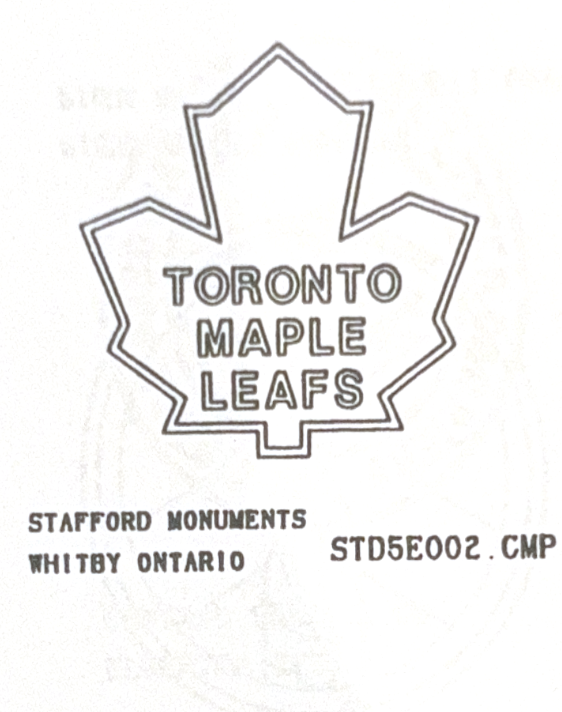 TORONTO
MAPLE
LEAFS
STAFFORD MONUMENTS
WHITBY ONTARIO
STD5E002.CMP